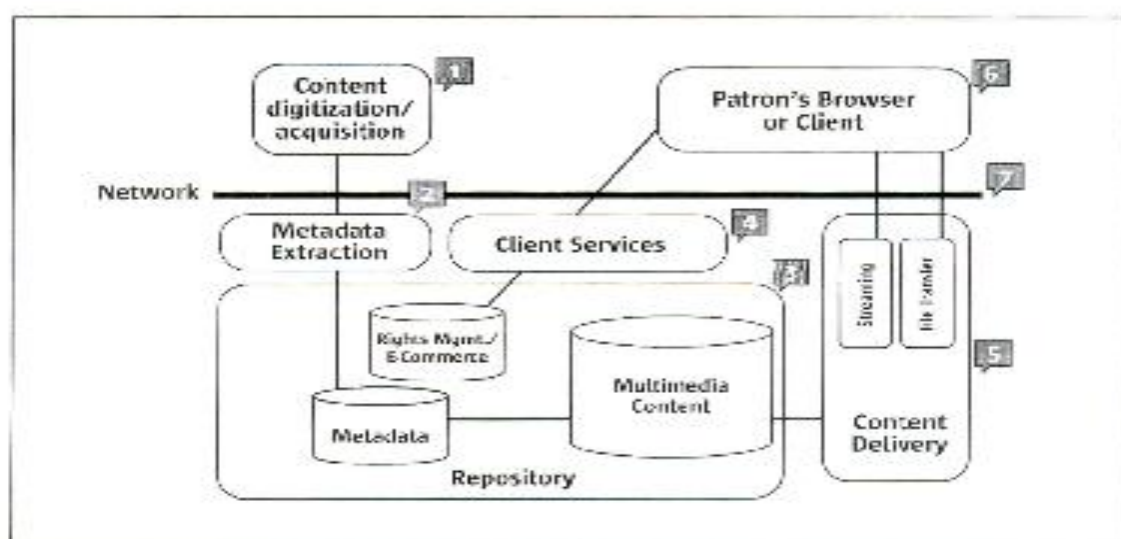 1
Content
digitization/
acquisition
6
Patron's Browser
or Client
Network
7
2
Metadata
Extraction
4
Client Services
3
Streaming
File Transfer
Rights Mgmt./
E-Commerce
5
Multimedia
Content
Metadata
Content
Delivery
Repository